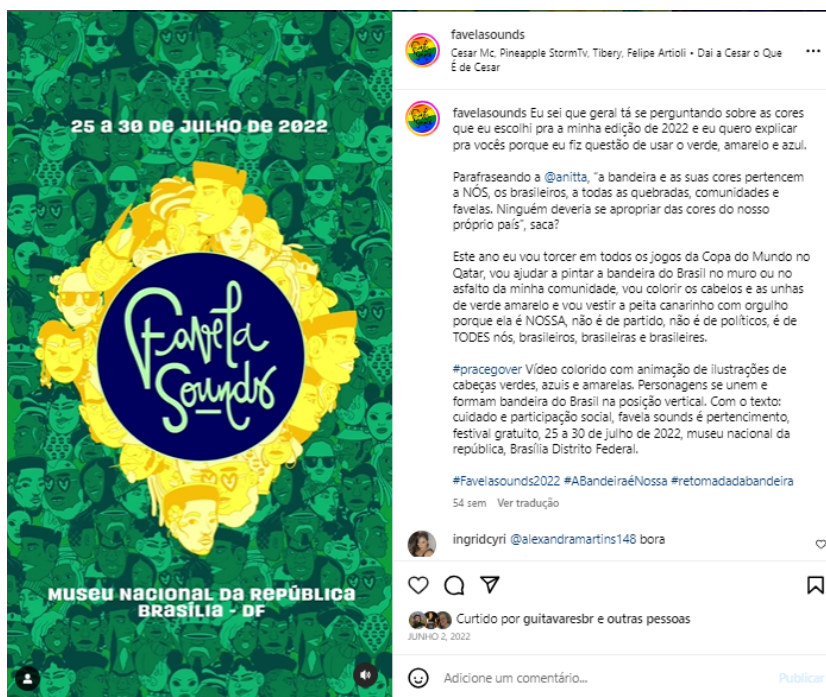 25 a 30 de JULHO de 2022
Favela
Sounds
MUSEU NACIONAL DA REPÚBLICA
BRASÍLIA - DF
favelasounds
Cesar Mc, Pineapple StormTv, Tibery, Felipe Artioli • Dai a Cesar o Que
É de Cesar
favelasounds Eu sei que geral tá se perguntando sobre as cores
que eu escolhi pra a minha edição de 2022 e eu quero explicar
pra vocês porque eu fiz questão de usar o verde, amarelo e azul.
Parafraseando a @anitta, "a bandeira e as suas cores pertencem
a NÓS, os brasileiros, a todas as quebradas, comunidades e
favelas. Ninguém deveria se apropriar das cores do nosso
próprio país", saca?
Este ano eu vou torcer em todos os jogos da Copa do Mundo no
Qatar, vou ajudar a pintar a bandeira do Brasil no muro ou no
asfalto da minha comunidade, vou colorir os cabelos e as unhas
de verde amarelo e vou vestir a peita canarinho com orgulho
porque ela é NOSSA, não é de partido, não é de políticos, é de
TODES nós, brasileiros, brasileiras e brasileires.
#pracegover Vídeo colorido com animação de ilustrações de
cabeças verdes, azuis e amarelas. Personagens se unem e
formam bandeira do Brasil na posição vertical. Com o texto:
cuidado e participação social, favela sounds é pertencimento,
festival gratuito, 25 a 30 de julho de 2022, museu nacional da
república, Brasília Distrito Federal.
#Favelasounds2022 #ABandeiraéNossa #retomadadabandeira
54 sem Ver tradução
ingridcyri @alexandramartins148 bora
Curtido por guitavaresbr e outras pessoas
JUNHO 2, 2022
Adicione um comentário...
Publicar